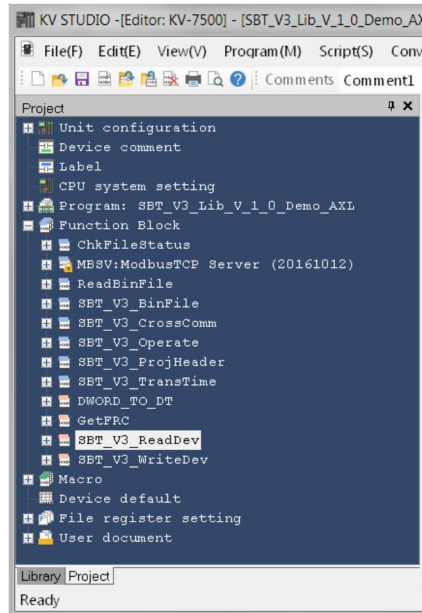 KV STUDIO -[Editor: KV-7500] - [SBT_V3_Lib_V_1_0_Demo_AX
File(F) Edit(E) View(V) Program(M) Script(S) Conv
Comments Comment1
Project
Unit configuration
Device comment
Label
CPU system setting
Program: SBT_V3_Lib_V_1_0_Demo_AXL
Function Block
ChkFileStatus
MBSV:ModbusTCP Server (20161012)
ReadBinFile
SBT_V3_BinFile
SBT_V3_CrossComm
SBT_V3_Operate
SBT_V3_ProjHeader
SBT_V3_TransTime
DWORD_TO_DT
GetFRC
SBT_V3_ReadDev
SBT_V3_WriteDev
Macro
Device default
File register setting
User document
Library Project
Ready